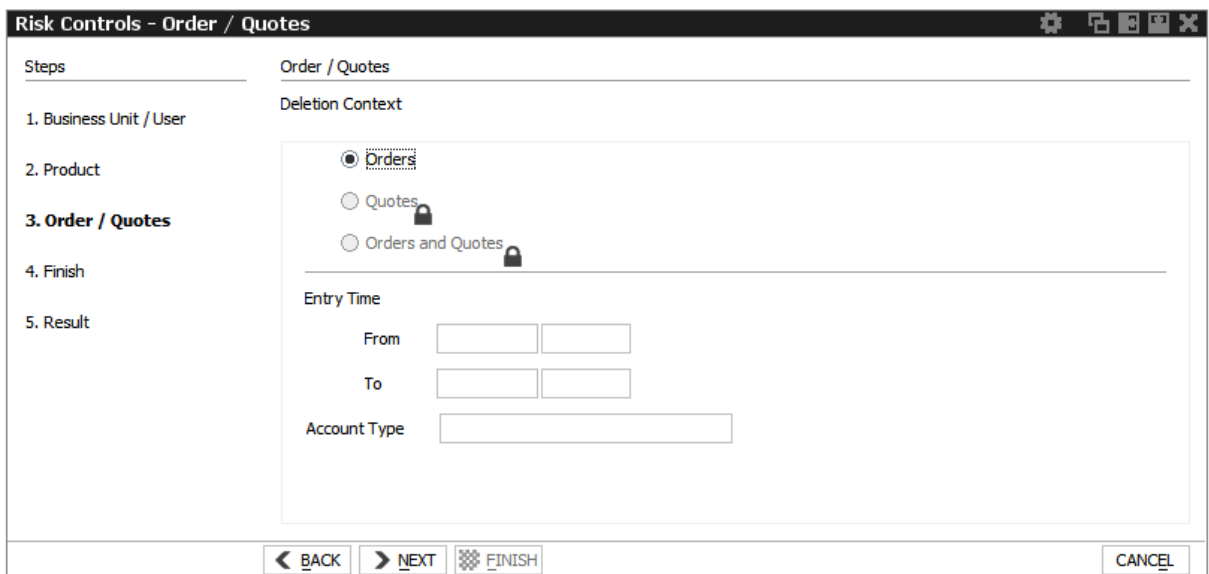 Risk Controls - Order / Quotes
Steps
1. Business Unit / User
2. Product
3. Order / Quotes
4. Finish
5. Result
Order / Quotes
Deletion Context
Orders
Quotes
Orders and Quotes
Entry Time
From
To
Account Type
BACK
NEXT
FINISH
CANCEL